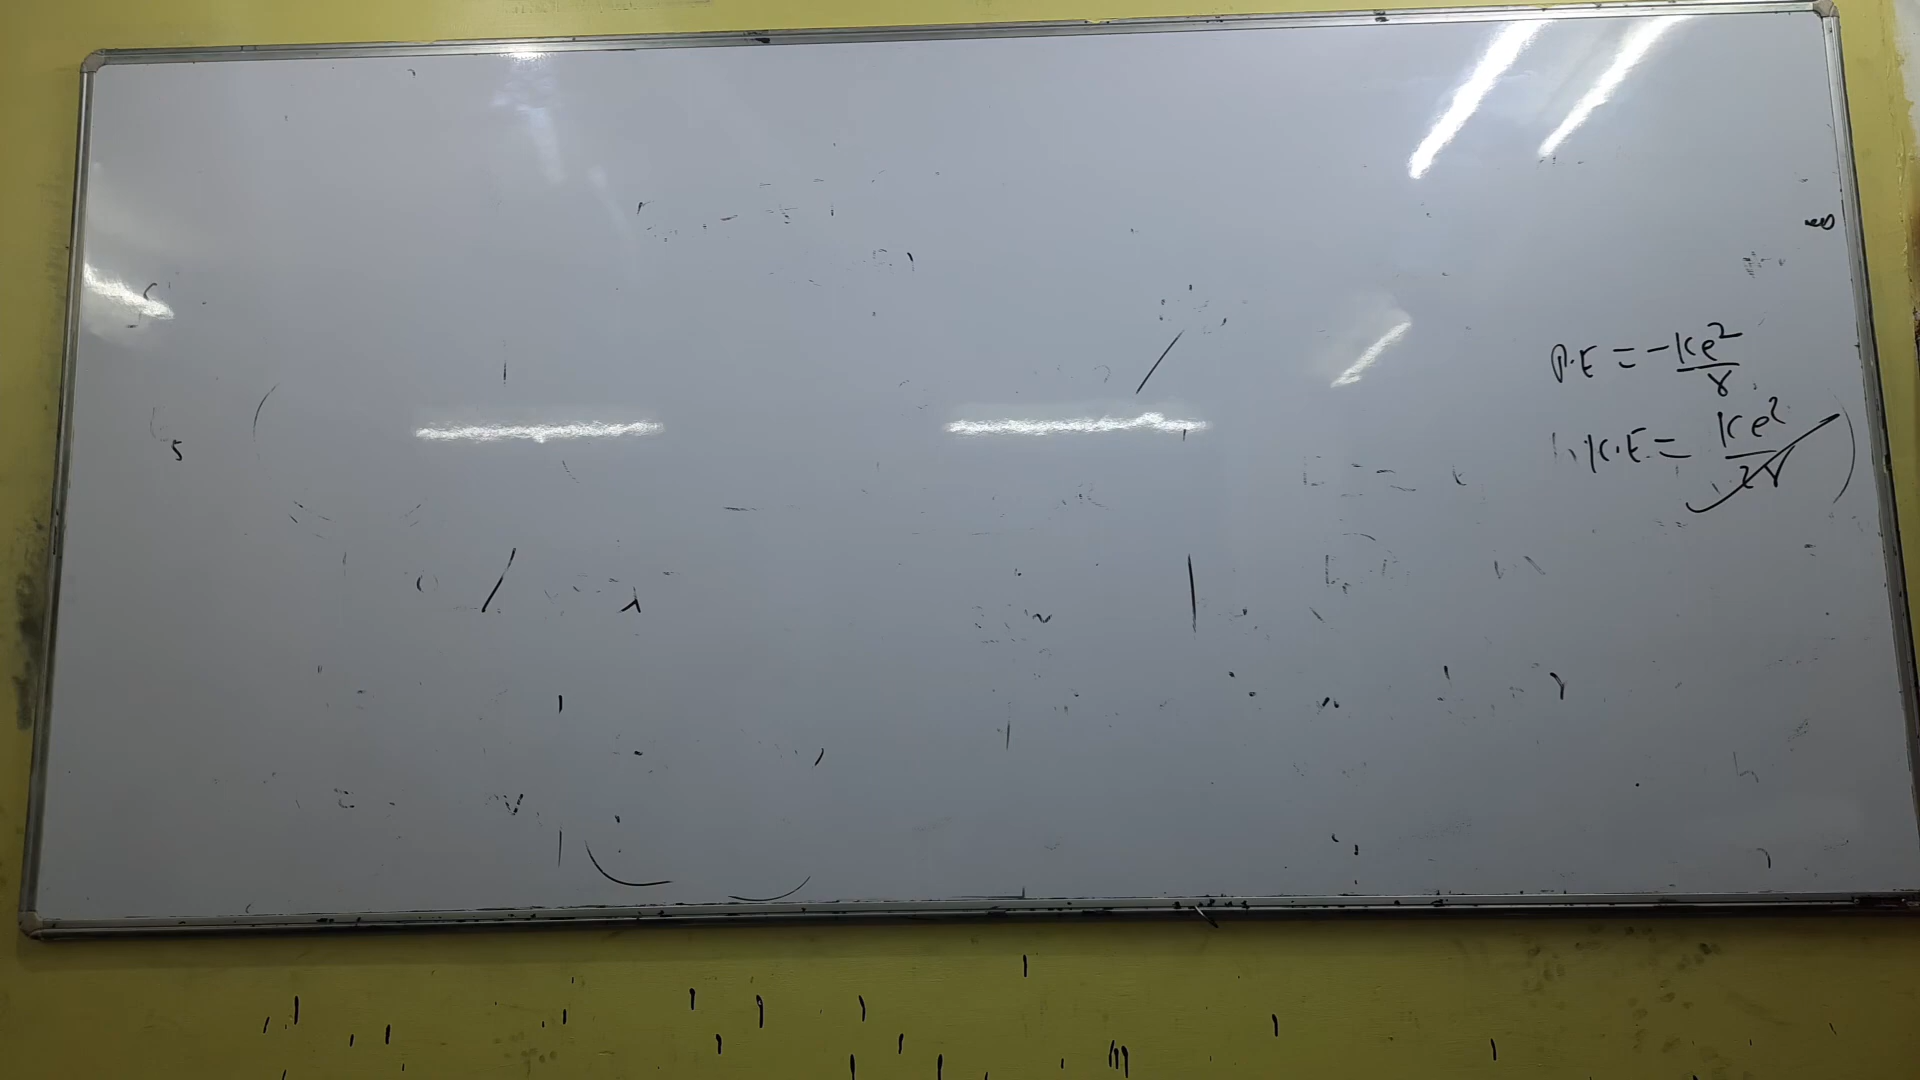 P.E = -Ke²/r
K.E = Ke²/2r